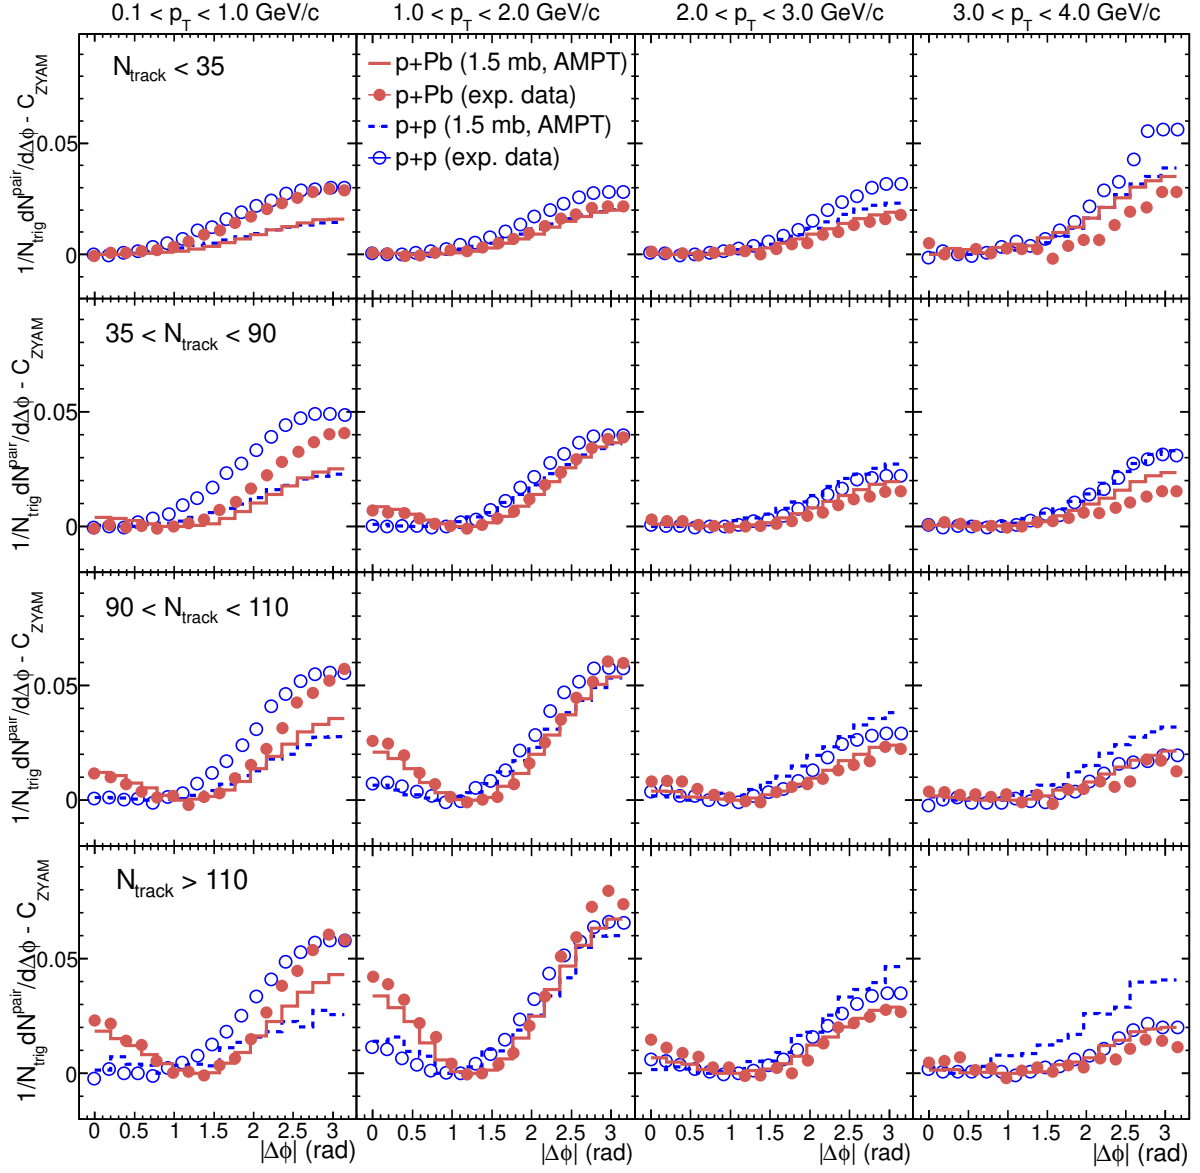 0.1 < p_T < 1.0 GeV/c 1.0 < p_T < 2.0 GeV/c 2.0 < p_T < 3.0 GeV/c 3.0 < p_T < 4.0 GeV/c
N_track < 35
p+Pb (1.5 mb, AMPT)
p+Pb (exp. data)
p+p (1.5 mb, AMPT)
p+p (exp. data)
1/N_trig dN^pair/dΔϕ - C_ZYAM
0.05
0
35 < N_track < 90
1/N_trig dN^pair/dΔϕ - C_ZYAM
0.05
0
90 < N_track < 110
1/N_trig dN^pair/dΔϕ - C_ZYAM
0.05
0
N_track > 110
1/N_trig dN^pair/dΔϕ - C_ZYAM
0.05
0
0 0.5 1 1.5 2 2.5 3 0 0.5 1 1.5 2 2.5 3 0 0.5 1 1.5 2 2.5 3 0 0.5 1 1.5 2 2.5 3
|Δϕ| (rad) |Δϕ| (rad) |Δϕ| (rad) |Δϕ| (rad)